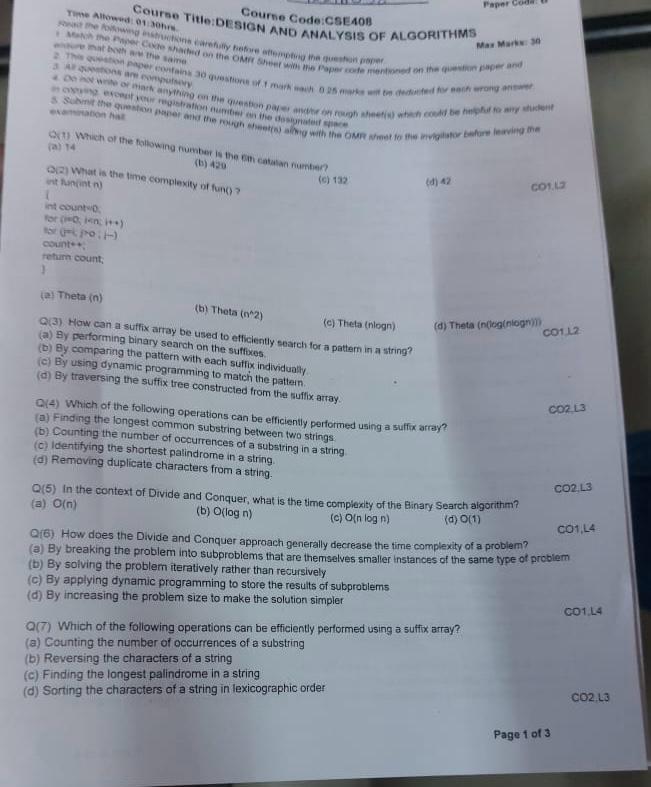 Paper Code:
Course Code:CSE408
Course Title:DESIGN AND ANALYSIS OF ALGORITHMS
Time Allowed: 01:30hrs.
Max Marks: 30
Read the following instructions carefully before attempting the question paper.
1. Match the Paper Code shaded on the OMR Sheet with the Paper code mentioned on the question paper and
ensure that both are the same.
2. This question paper contains 30 questions of 1 mark each. 0.25 marks will be deducted for each wrong answer.
3. All questions are compulsory.
4. Do not write or mark anything on the question paper and/or on rough sheet(s) which could be helpful to any student
in copying, except your registration number on the designated space.
5. Submit the question paper and the rough sheet(s) along with the OMR sheet to the invigilator before leaving the
examination hall.
Q(1) Which of the following number is the 6th catalan number?
(a) 14 (b) 429 (c) 132 (d) 42
CO1,L2
Q(2) What is the time complexity of fun() ?
int fun(int n)
{
int count=0;
for (i=0; i<n; i++)
for (j=i; j>0 ; j--)
count++;
return count;
}
(a) Theta (n) (b) Theta (n^2) (c) Theta (nlogn) (d) Theta (n(log(nlogn)))
CO1,L2
Q(3) How can a suffix array be used to efficiently search for a pattern in a string?
(a) By performing binary search on the suffixes.
(b) By comparing the pattern with each suffix individually.
(c) By using dynamic programming to match the pattern.
(d) By traversing the suffix tree constructed from the suffix array.
CO2,L3
Q(4) Which of the following operations can be efficiently performed using a suffix array?
(a) Finding the longest common substring between two strings.
(b) Counting the number of occurrences of a substring in a string.
(c) Identifying the shortest palindrome in a string.
(d) Removing duplicate characters from a string.
CO2,L3
Q(5) In the context of Divide and Conquer, what is the time complexity of the Binary Search algorithm?
(a) O(n) (b) O(log n) (c) O(n log n) (d) O(1)
CO1,L4
Q(6) How does the Divide and Conquer approach generally decrease the time complexity of a problem?
(a) By breaking the problem into subproblems that are themselves smaller instances of the same type of problem
(b) By solving the problem iteratively rather than recursively
(c) By applying dynamic programming to store the results of subproblems
(d) By increasing the problem size to make the solution simpler
CO1,L4
Q(7) Which of the following operations can be efficiently performed using a suffix array?
(a) Counting the number of occurrences of a substring
(b) Reversing the characters of a string
(c) Finding the longest palindrome in a string
(d) Sorting the characters of a string in lexicographic order
CO2,L3
Page 1 of 3